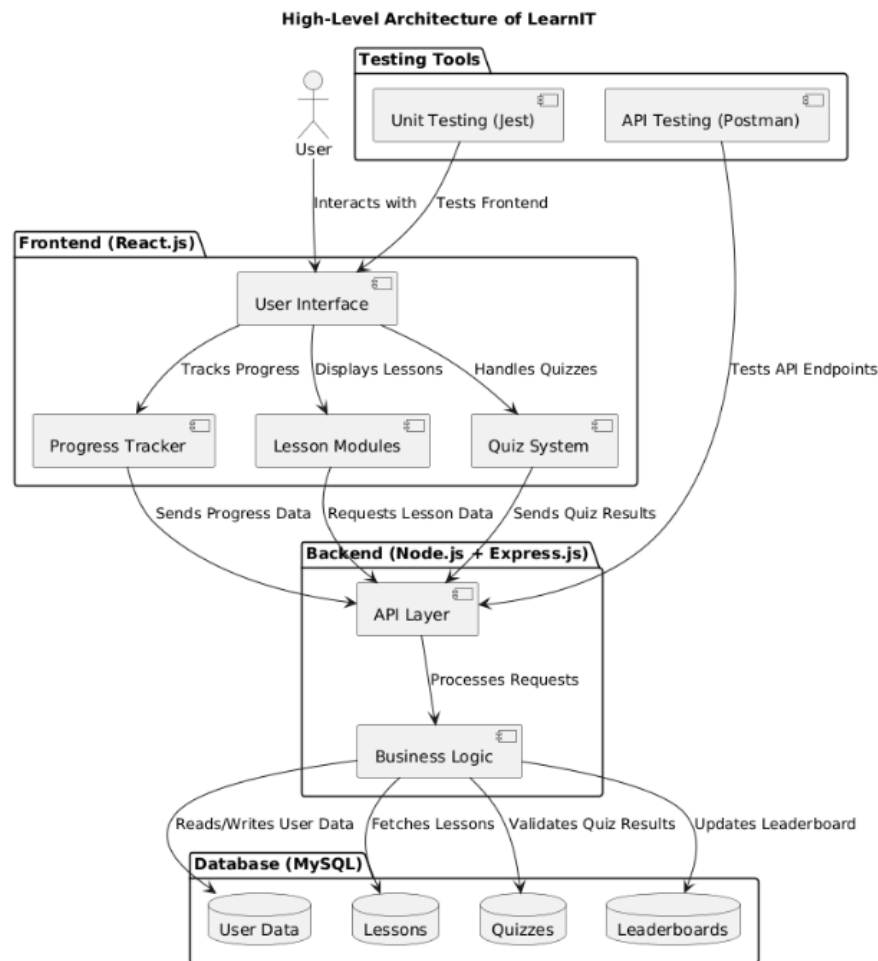 High-Level Architecture of LearnIT
Testing Tools
Unit Testing (Jest)
API Testing (Postman)
User
Interacts with
Tests Frontend
Frontend (React.js)
User Interface
Tracks Progress
Displays Lessons
Handles Quizzes
Tests API Endpoints
Progress Tracker
Lesson Modules
Quiz System
Sends Progress Data
Requests Lesson Data
Sends Quiz Results
Backend (Node.js + Express.js)
API Layer
Processes Requests
Business Logic
Reads/Writes User Data
Fetches Lessons
Validates Quiz Results
Updates Leaderboard
Database (MySQL)
User Data
Lessons
Quizzes
Leaderboards